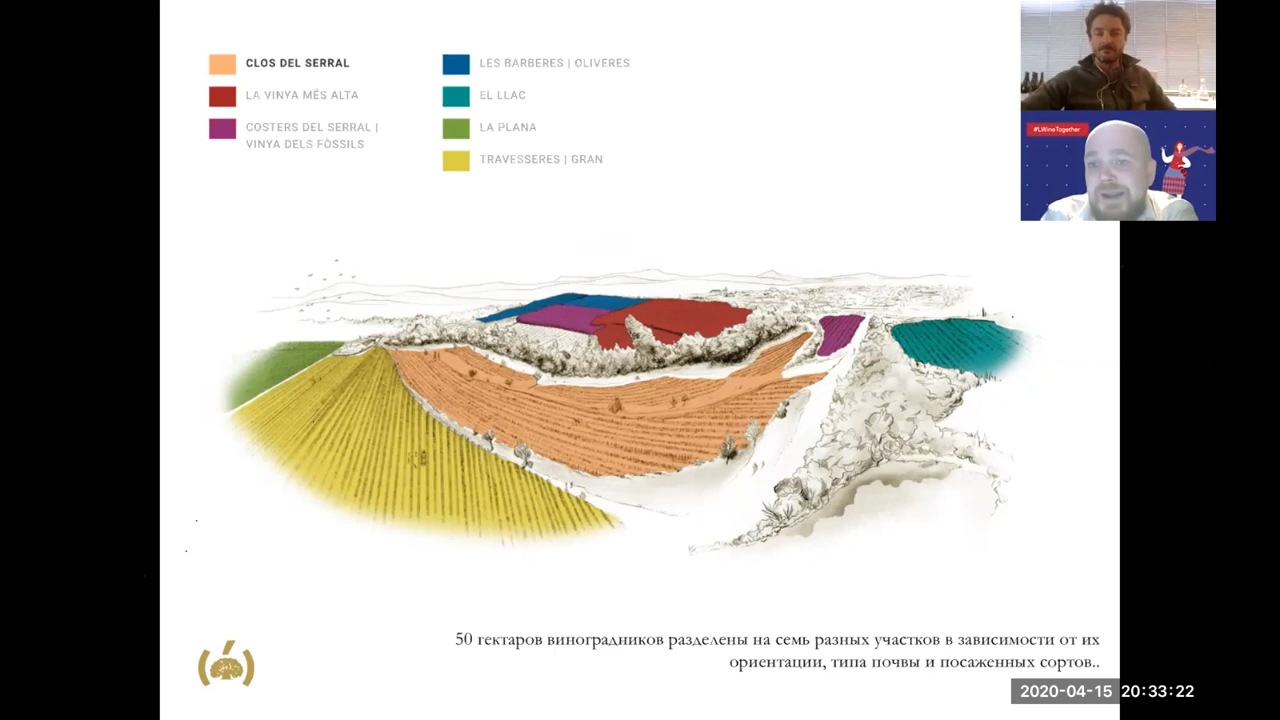 CLOS DEL SERRAL
LA VINYA MÉS ALTA
COSTERS DEL SERRAL |
VINYA DELS FÒSSILS
LES BARBERES | OLIVERES
EL LLAC
LA PLANA
TRAVESSERES | GRAN
#LWineTogether
50 гектаров виноградников разделены на семь разных участков в зависимости от их
ориентации, типа почвы и посаженных сортов..
2020-04-15 20:33:22